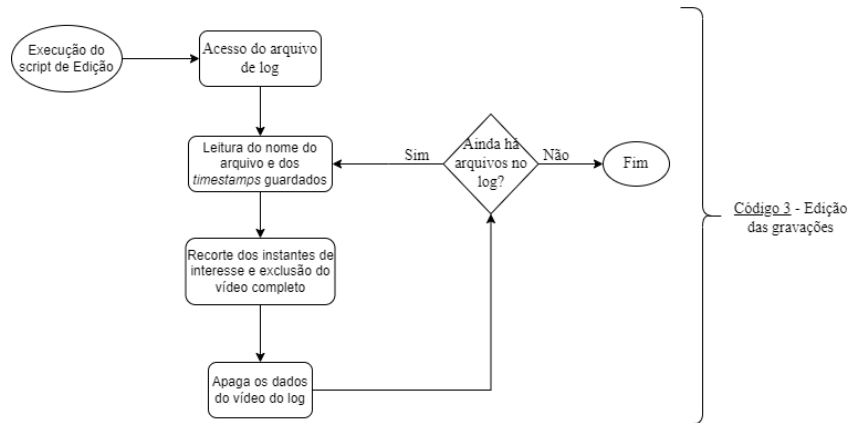 Execução do
script de Edição
Acesso do arquivo
de log
Leitura do nome do
arquivo e dos
timestamps guardados
Recorte dos instantes de
interesse e exclusão do
vídeo completo
Apaga os dados
do vídeo do log
Sim
Ainda há
arquivos no
log?
Não
Fim
Código 3 - Edição
das gravações